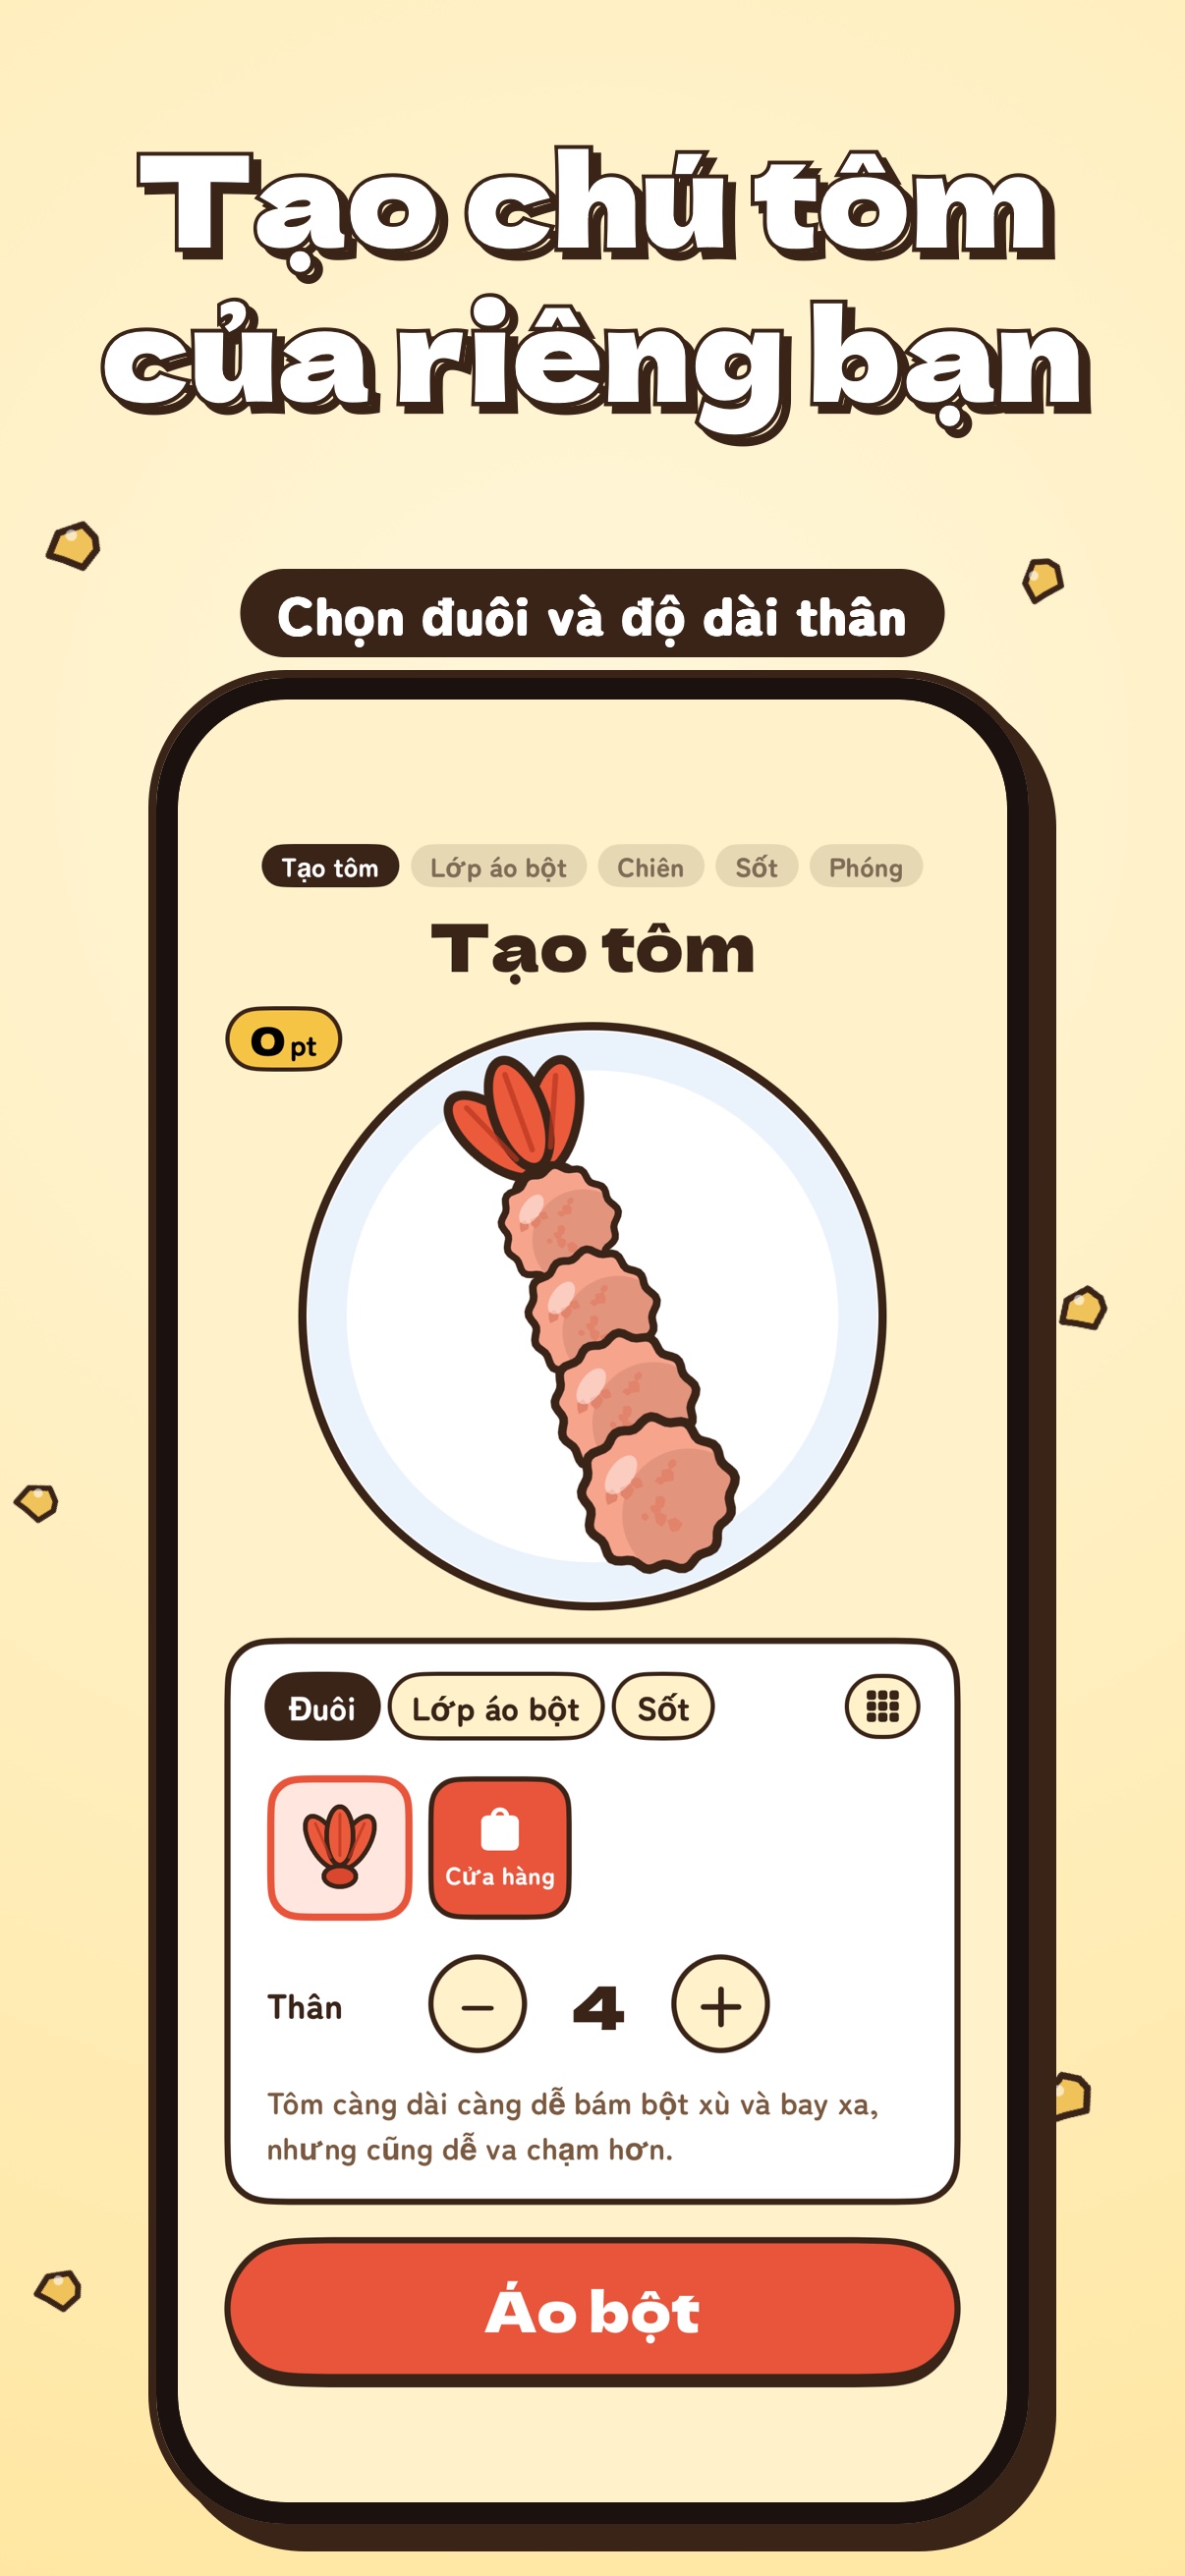 Tạo chú tôm
của riêng bạn
Chọn đuôi và độ dài thân
Tạo tôm
Lớp áo bột
Chiên
Sốt
Phóng
Tạo tôm
0 pt
Đuôi
Lớp áo bột
Sốt
Cửa hàng
Thân
− 4 +
Tôm càng dài càng dễ bám bột xù và bay xa,
nhưng cũng dễ va chạm hơn.
Áo bột